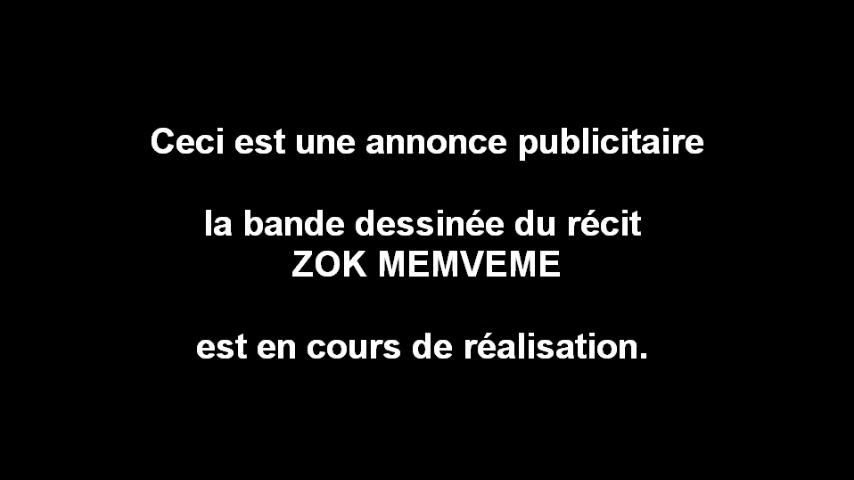 Ceci est une annonce publicitaire
la bande dessinée du récit
ZOK MEMVEME
est en cours de réalisation.